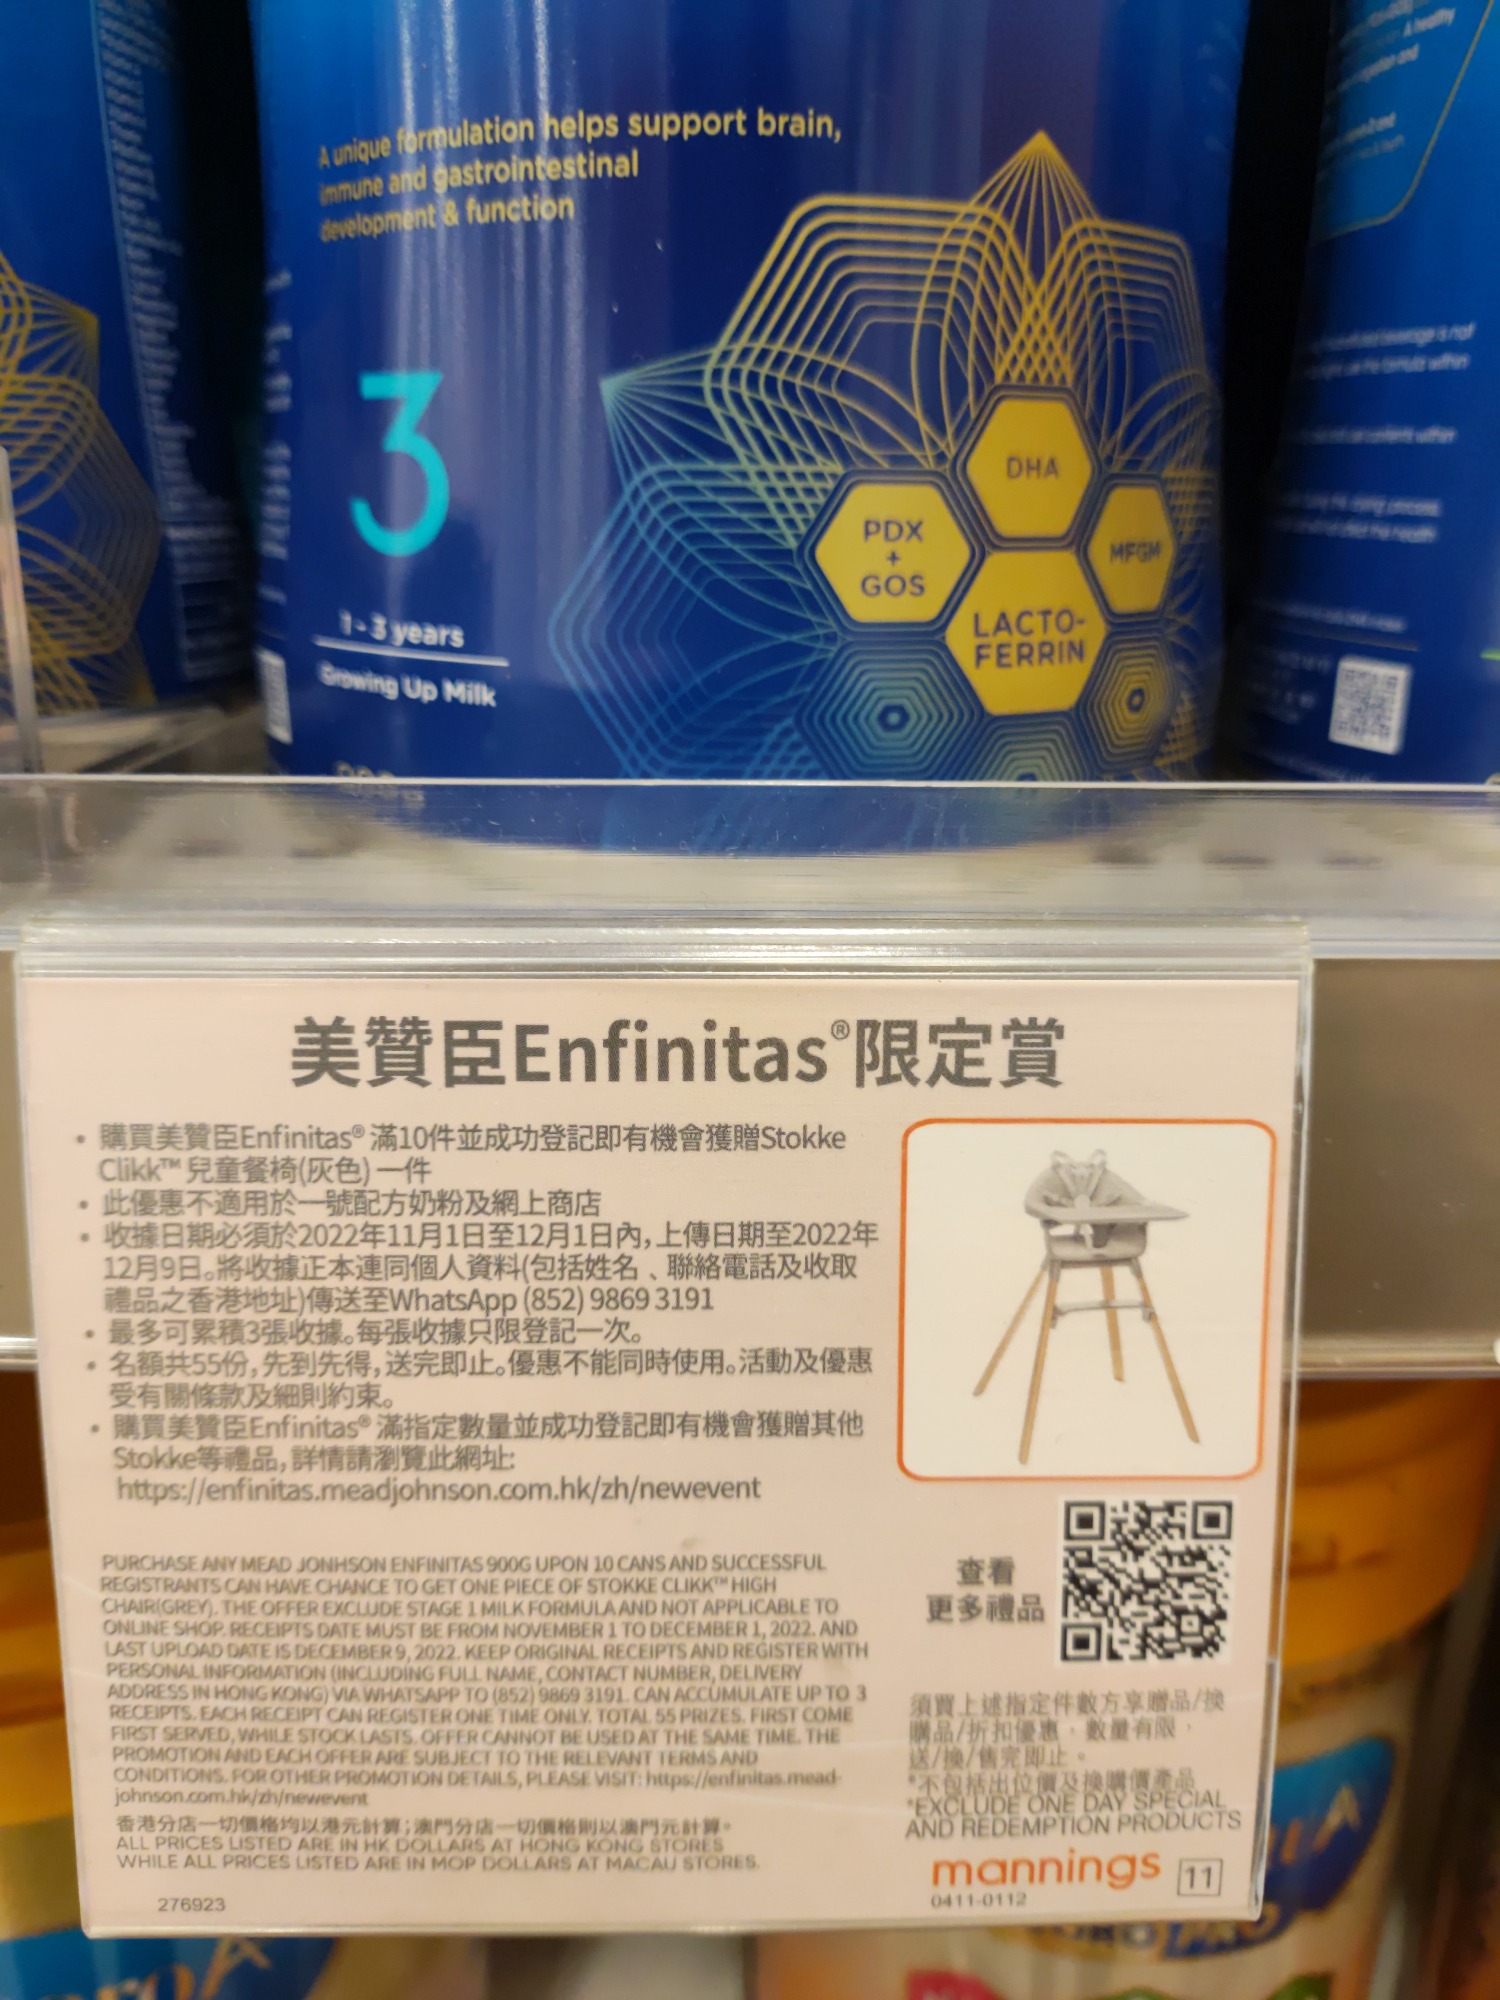 A unique formulation helps support brain,
immune and gastrointestinal
development & function
3
1 - 3 years
Growing Up Milk
DHA
PDX
+
GOS
MFGM
LACTO-
FERRIN
美贊臣Enfinitas®限定賞
• 購買美贊臣Enfinitas® 滿10件並成功登記即有機會獲贈Stokke
Clikk™ 兒童餐椅(灰色) 一件
• 此優惠不適用於一號配方奶粉及網上商店
• 收據日期必須於2022年11月1日至12月1日內，上傳日期至2022年
12月9日。將收據正本連同個人資料(包括姓名、聯絡電話及收取
禮品之香港地址)傳送至WhatsApp (852) 9869 3191
• 最多可累積3張收據。每張收據只限登記一次。
• 名額共55份，先到先得，送完即止。優惠不能同時使用。活動及優惠
受有關條款及細則約束。
• 購買美贊臣Enfinitas® 滿指定數量並成功登記即有機會獲贈其他
Stokke等禮品，詳情請瀏覽此網址:
https://enfinitas.meadjohnson.com.hk/zh/newevent
PURCHASE ANY MEAD JONHSON ENFINITAS 900G UPON 10 CANS AND SUCCESSFUL
REGISTRANTS CAN HAVE CHANCE TO GET ONE PIECE OF STOKKE CLIKK™ HIGH
CHAIR(GREY). THE OFFER EXCLUDE STAGE 1 MILK FORMULA AND NOT APPLICABLE TO
ONLINE SHOP. RECEIPTS DATE MUST BE FROM NOVEMBER 1 TO DECEMBER 1, 2022. AND
LAST UPLOAD DATE IS DECEMBER 9, 2022. KEEP ORIGINAL RECEIPTS AND REGISTER WITH
PERSONAL INFORMATION (INCLUDING FULL NAME, CONTACT NUMBER, DELIVERY
ADDRESS IN HONG KONG) VIA WHATSAPP TO (852) 9869 3191. CAN ACCUMULATE UP TO 3
RECEIPTS. EACH RECEIPT CAN REGISTER ONE TIME ONLY. TOTAL 55 PRIZES. FIRST COME
FIRST SERVED, WHILE STOCK LASTS. OFFER CANNOT BE USED AT THE SAME TIME. THE
PROMOTION AND EACH OFFER ARE SUBJECT TO THE RELEVANT TERMS AND
CONDITIONS. FOR OTHER PROMOTION DETAILS, PLEASE VISIT: https://enfinitas.mead-
johnson.com.hk/zh/newevent
香港分店一切價格均以港元計算；澳門分店一切價格則以澳門元計算。
ALL PRICES LISTED ARE IN HK DOLLARS AT HONG KONG STORES
WHILE ALL PRICES LISTED ARE IN MOP DOLLARS AT MACAU STORES.
276923
查看
更多禮品
須買上述指定件數方享贈品/換
購品/折扣優惠，數量有限，
送/換/售完即止。
*不包括出位價及換購價產品
*EXCLUDE ONE DAY SPECIAL
AND REDEMPTION PRODUCTS
mannings 11
0411-0112